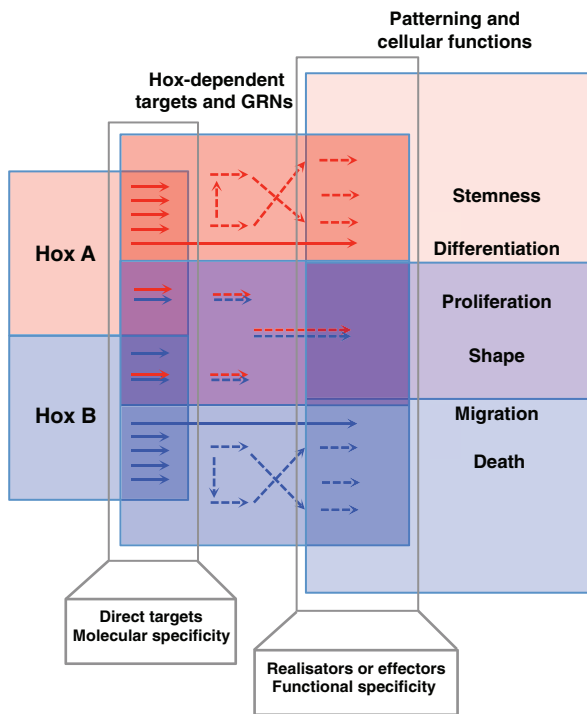 Patterning and
cellular functions
Hox-dependent
targets and GRNs
Stemness
Hox A
Differentiation
Proliferation
Shape
Hox B
Migration
Death
Direct targets
Molecular specificity
Realisators or effectors
Functional specificity